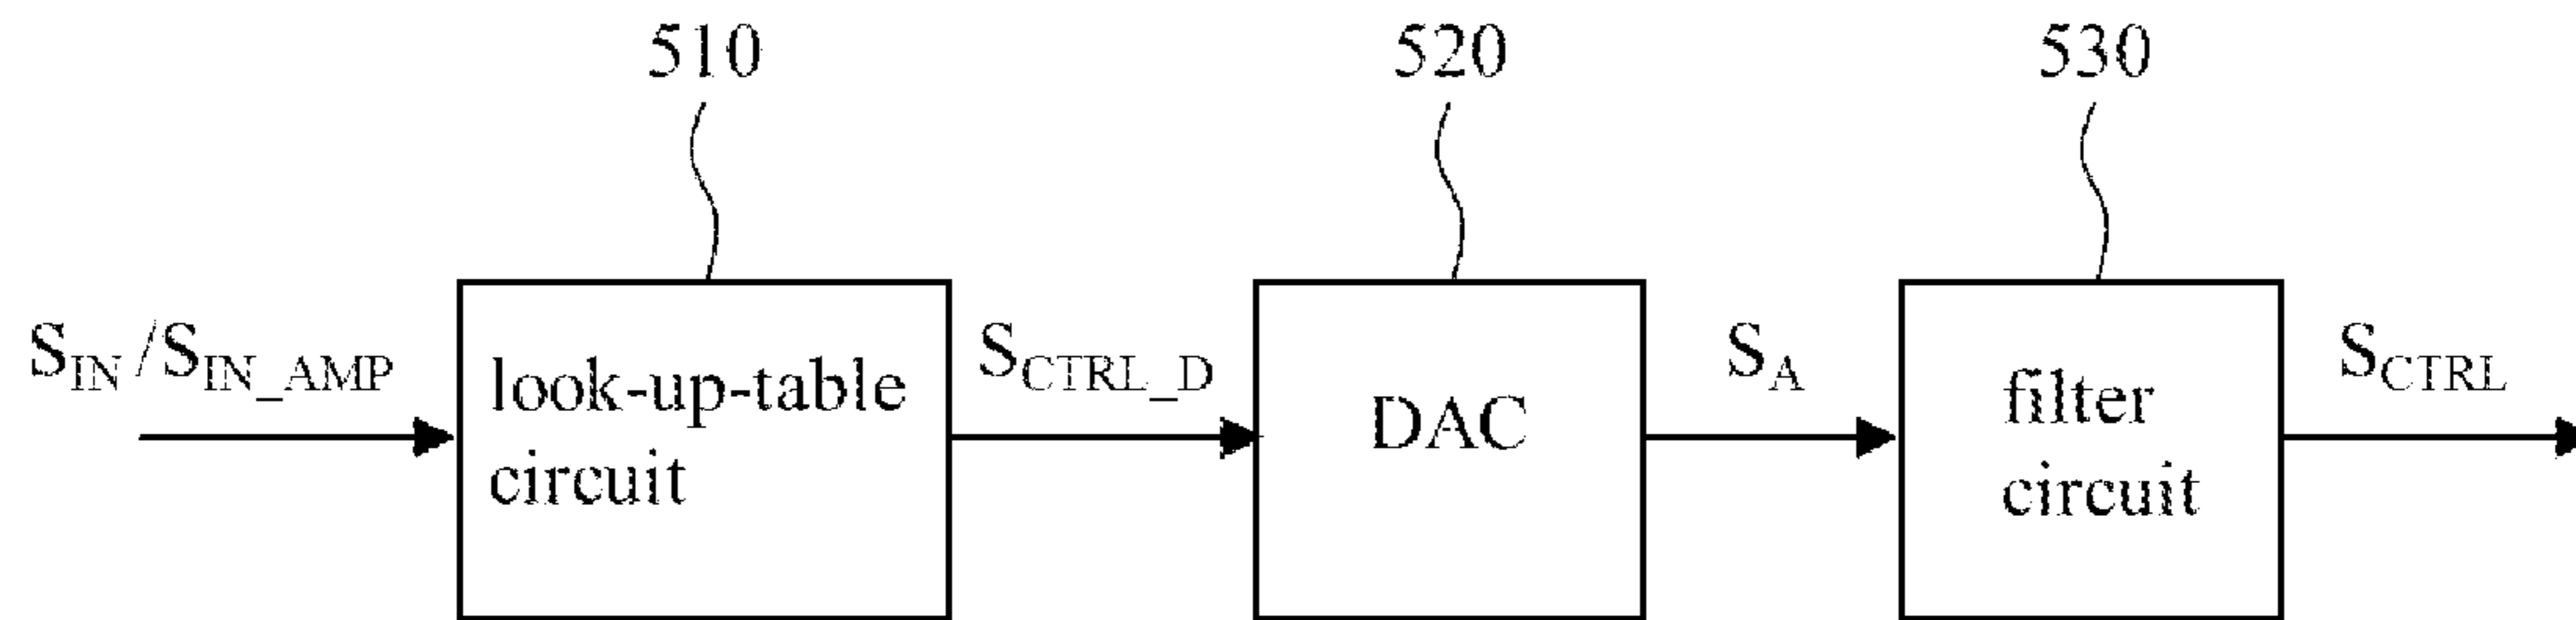 510
520
530
S_IN/S_IN_AMP
look-up-table
circuit
S_CTRL_D
DAC
S_A
filter
circuit
S_CTRL